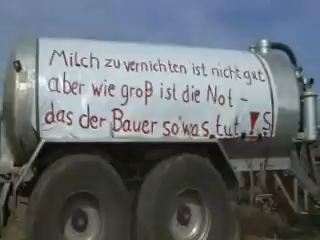 Milch zu vernichten ist nicht gut
aber wie groß ist die Not -
das der Bauer so was tut !!